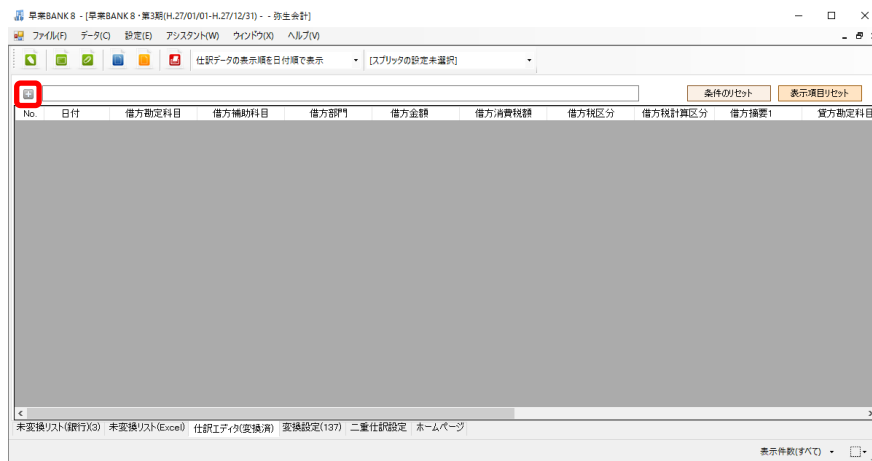 早業BANK 8 - [早業BANK 8・第3期(H.27/01/01-H.27/12/31) - - 弥生会計]
ファイル(F) データ(C) 設定(E) アシスタント(W) ウィンドウ(X) ヘルプ(V)
仕訳データの表示順を日付順で表示 [スプリッタの設定未選択]
条件のリセット 表示項目リセット
No. 日付 借方勘定科目 借方補助科目 借方部門 借方金額 借方消費税額 借方税区分 借方税計算区分 借方摘要1 貸方勘定科目
未変換リスト(銀行)(3) 未変換リスト(Excel) 仕訳エディタ(変換済) 変換設定(137) 二重仕訳設定 ホームページ
表示件数(すべて)